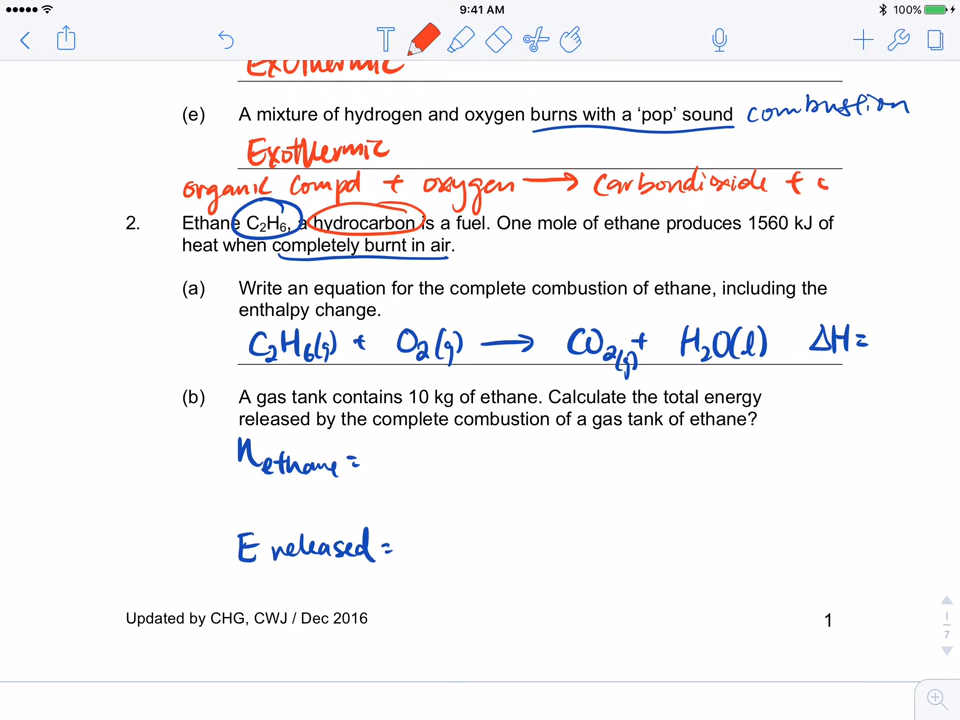 9:41 AM
100%
T
Exothermic
(e) A mixture of hydrogen and oxygen burns with a ‘pop’ sound combustion
Exothermic
organic compd + oxygen → carbondioxide + c
2. Ethane C₂H₆, a hydrocarbon is a fuel. One mole of ethane produces 1560 kJ of
heat when completely burnt in air.
(a) Write an equation for the complete combustion of ethane, including the
enthalpy change.
C₂H₆(g) + O₂(g) → CO₂(g) + H₂O(l) ΔH=
(b) A gas tank contains 10 kg of ethane. Calculate the total energy
released by the complete combustion of a gas tank of ethane?
n ethane =
E released =
Updated by CHG, CWJ / Dec 2016
1
1
7